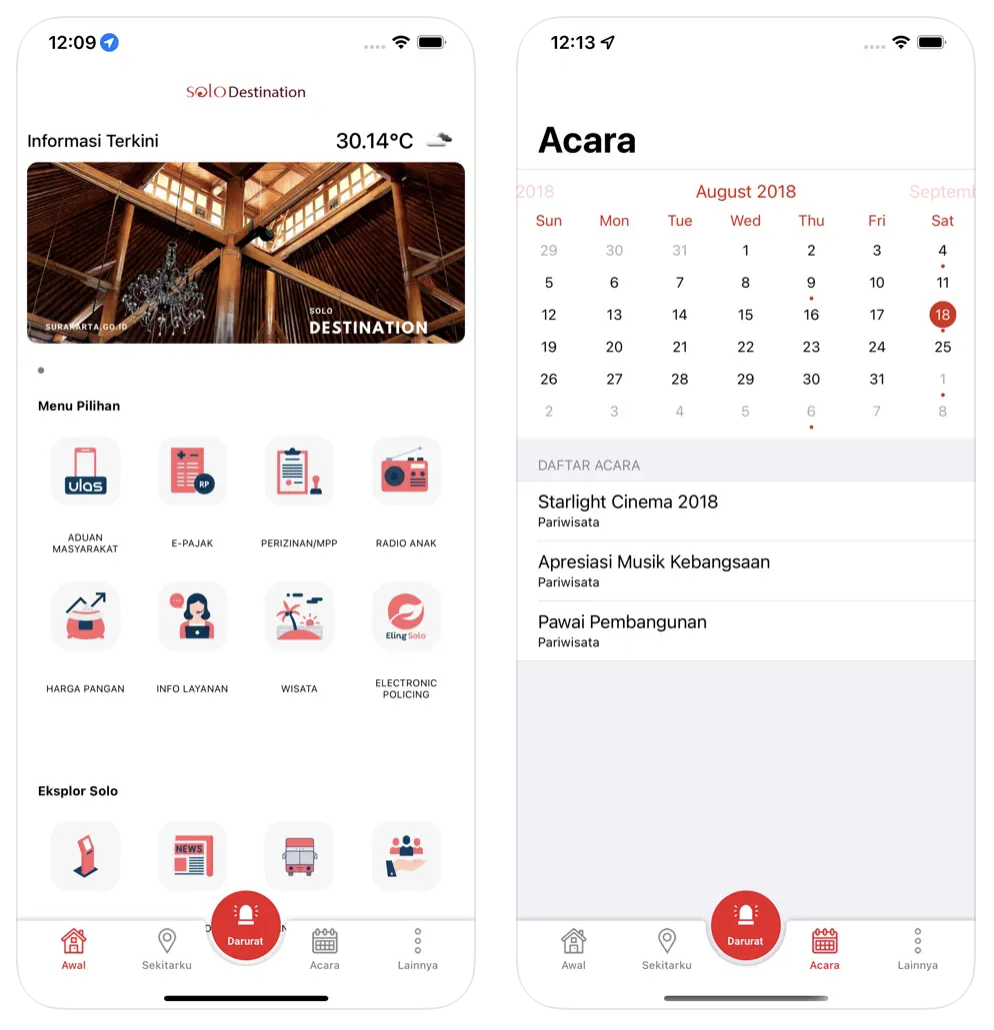 12:09
solo Destination
Informasi Terkini
30.14°C
SURAKARTA.GO.ID
SOLO
DESTINATION
Menu Pilihan
ulas
RP
ADUAN
MASYARAKAT
E-PAJAK
PERIZINAN/MPP
RADIO ANAK
Eling Solo
HARGA PANGAN
INFO LAYANAN
WISATA
ELECTRONIC
POLICING
Eksplor Solo
NEWS
Awal
Sekitarku
Darurat
Acara
Lainnya
12:13
Acara
2018 August 2018 Septemb
Sun Mon Tue Wed Thu Fri Sat
29 30 31 1 2 3 4
5 6 7 8 9 10 11
12 13 14 15 16 17 18
19 20 21 22 23 24 25
26 27 28 29 30 31 1
2 3 4 5 6 7 8
DAFTAR ACARA
Starlight Cinema 2018
Pariwisata
Apresiasi Musik Kebangsaan
Pariwisata
Pawai Pembangunan
Pariwisata
Awal
Sekitarku
Darurat
Acara
Lainnya